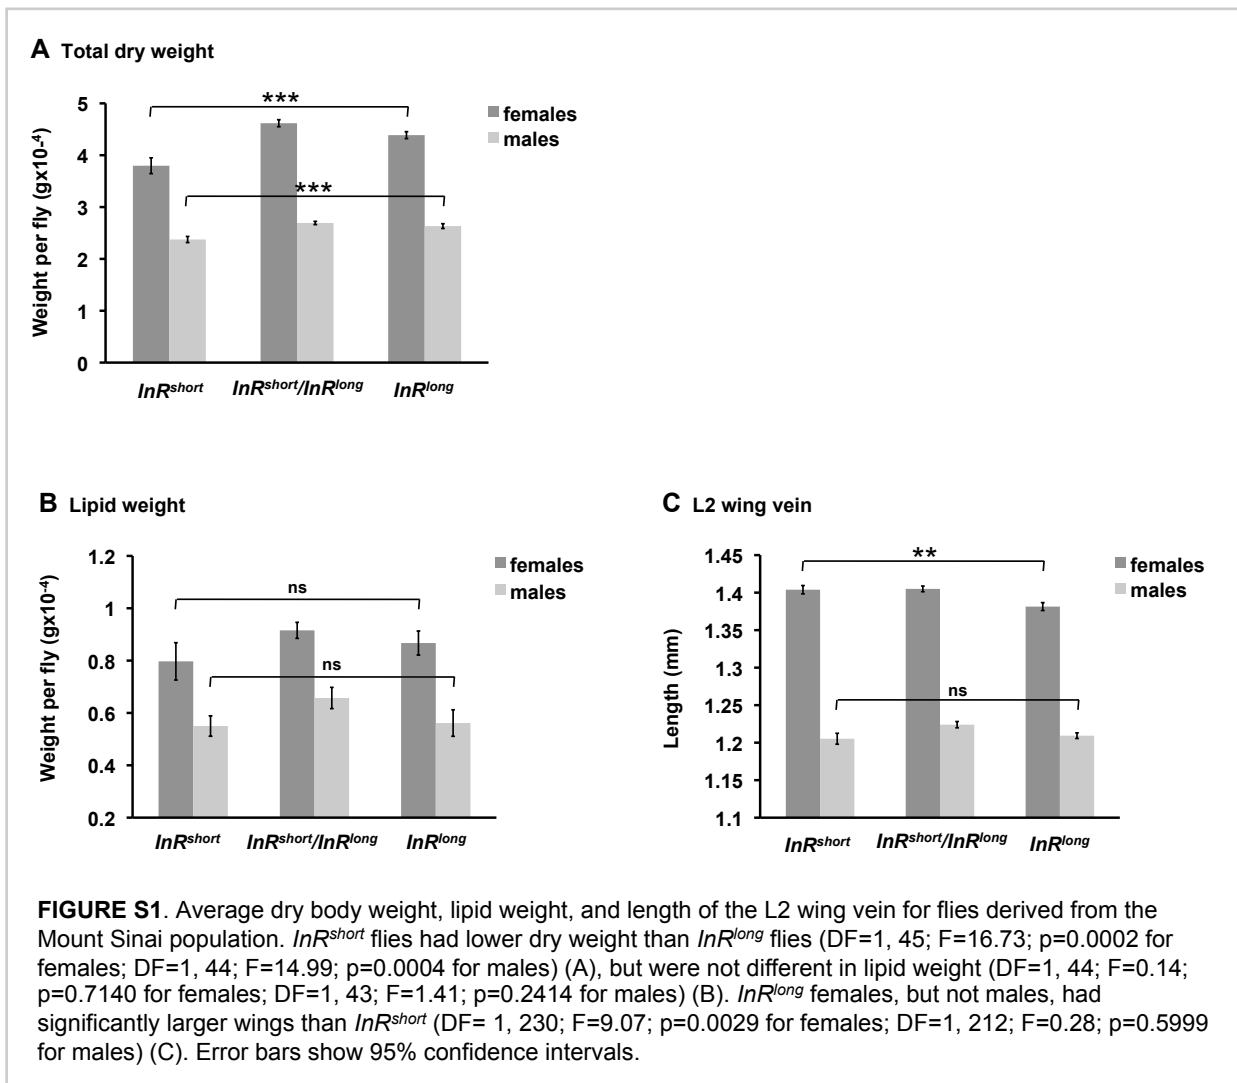 A Total dry weight
***
***
females
males
Weight per fly (gx10-4)
5
4
3
2
1
0
InRshort
InRshort/InRlong
InRlong
B Lipid weight
ns
ns
females
males
Weight per fly (gx10-4)
1.2
1
0.8
0.6
0.4
0.2
InRshort
InRshort/InRlong
InRlong
C L2 wing vein
**
ns
females
males
Length (mm)
1.45
1.4
1.35
1.3
1.25
1.2
1.15
1.1
InRshort
InRshort/InRlong
InRlong
FIGURE S1. Average dry body weight, lipid weight, and length of the L2 wing vein for flies derived from the
Mount Sinai population. InRshort flies had lower dry weight than InRlong flies (DF=1, 45; F=16.73; p=0.0002 for
females; DF=1, 44; F=14.99; p=0.0004 for males) (A), but were not different in lipid weight (DF=1, 44; F=0.14;
p=0.7140 for females; DF=1, 43; F=1.41; p=0.2414 for males) (B). InRlong females, but not males, had
significantly larger wings than InRshort (DF= 1, 230; F=9.07; p=0.0029 for females; DF=1, 212; F=0.28; p=0.5999
for males) (C). Error bars show 95% confidence intervals.